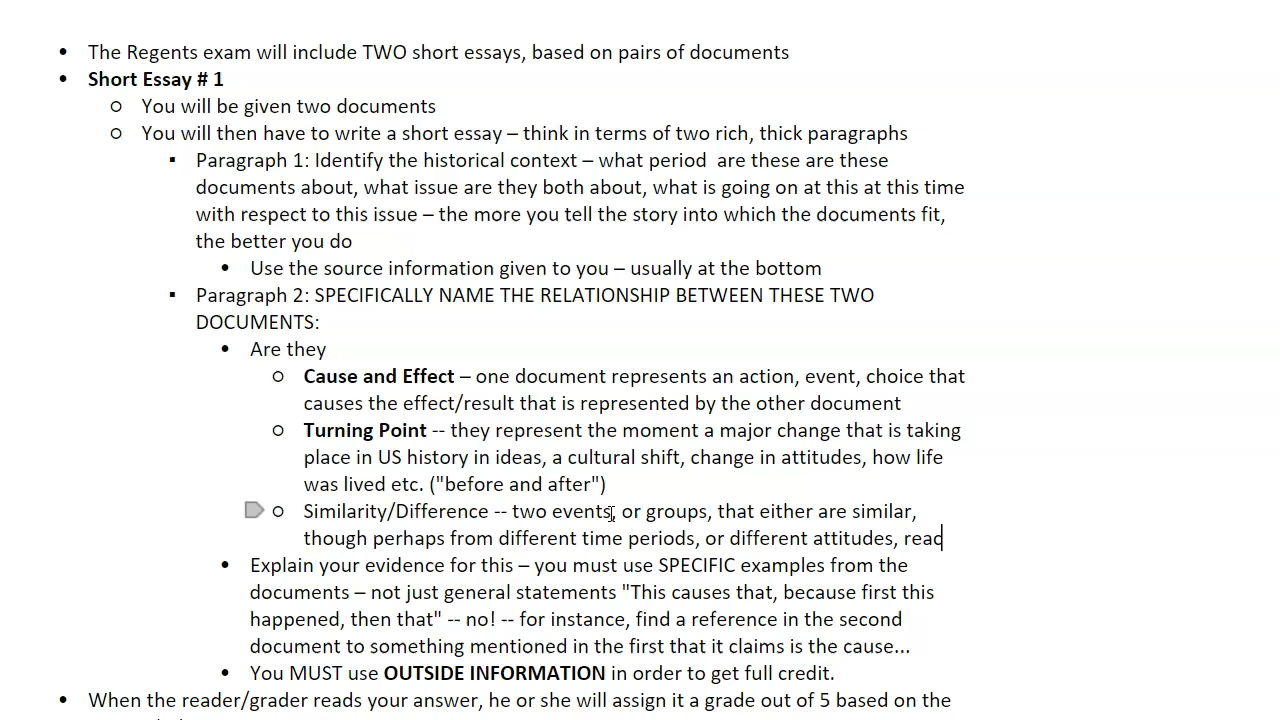 • The Regents exam will include TWO short essays, based on pairs of documents
• Short Essay # 1
o You will be given two documents
o You will then have to write a short essay – think in terms of two rich, thick paragraphs
▪ Paragraph 1: Identify the historical context – what period  are these are these
documents about, what issue are they both about, what is going on at this at this time
with respect to this issue – the more you tell the story into which the documents fit,
the better you do
• Use the source information given to you – usually at the bottom
▪ Paragraph 2: SPECIFICALLY NAME THE RELATIONSHIP BETWEEN THESE TWO
DOCUMENTS:
• Are they
o Cause and Effect – one document represents an action, event, choice that
causes the effect/result that is represented by the other document
o Turning Point -- they represent the moment a major change that is taking
place in US history in ideas, a cultural shift, change in attitudes, how life
was lived etc. ("before and after")
o Similarity/Difference -- two events, or groups, that either are similar,
though perhaps from different time periods, or different attitudes, reac
• Explain your evidence for this – you must use SPECIFIC examples from the
documents – not just general statements "This causes that, because first this
happened, then that" -- no! -- for instance, find a reference in the second
document to something mentioned in the first that it claims is the cause...
• You MUST use OUTSIDE INFORMATION in order to get full credit.
• When the reader/grader reads your answer, he or she will assign it a grade out of 5 based on the